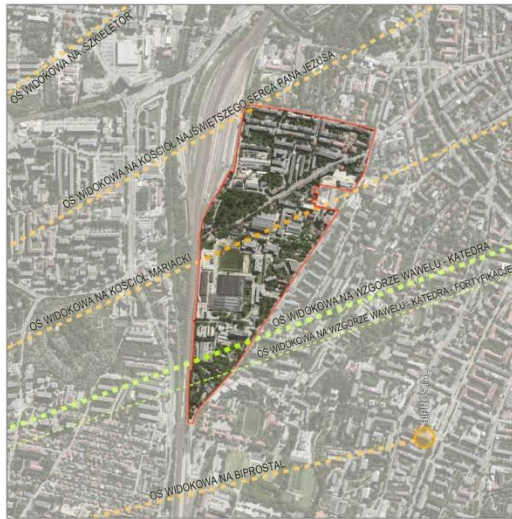 OŚ WIDOKOWA NA „SZKIELETOR"
OŚ WIDOKOWA NA KOŚCIÓŁ NAJŚWIĘTSZEGO SERCA PANA JEZUSA
OŚ WIDOKOWA NA KOŚCIÓŁ MARIACKI
OŚ WIDOKOWA NA WZGÓRZE WAWELU - KATEDRA
OŚ WIDOKOWA NA WZGÓRZE WAWELU - KATEDRA - FORTYFIKACJE
BIPROSTAL
OŚ WIDOKOWA NA BIPROSTAL